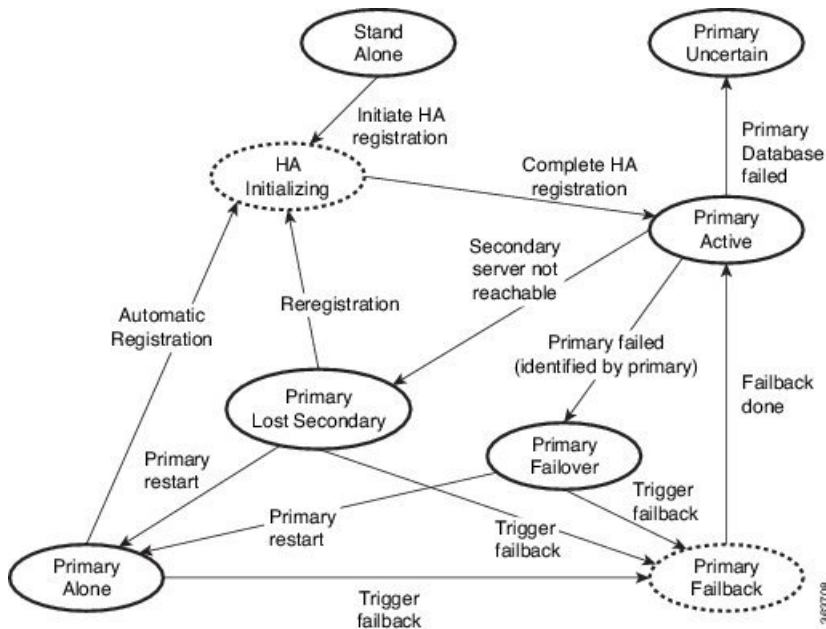 Stand
Alone
Primary
Uncertain
Initiate HA
registration
Primary
Database
failed
HA
Initializing
Complete HA
registration
Primary
Active
Secondary
server not
reachable
Automatic
Registration
Reregistration
Primary failed
(identified by primary)
Failback
done
Primary
Lost Secondary
Primary
Failover
Primary
restart
Primary
restart
Trigger
failback
Trigger
failback
Primary
Alone
Primary
Failback
Trigger
failback